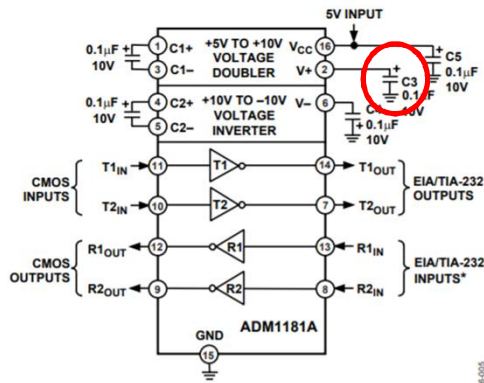 5V INPUT
0.1μF
10V
+
1
C1+
3
C1–
+5V TO +10V
VOLTAGE
DOUBLER
VCC
16
V+
2
+
C5
0.1μF
10V
+
C3
0.1μF
10V
0.1μF
10V
+
4
C2+
5
C2–
+10V TO –10V
VOLTAGE
INVERTER
V–
6
+
0.1μF
10V
CMOS
INPUTS
T1IN
11
T1
14
T1OUT
T2IN
10
T2
7
T2OUT
EIA/TIA-232
OUTPUTS
CMOS
OUTPUTS
R1OUT
12
R1
13
R1IN
R2OUT
9
R2
8
R2IN
EIA/TIA-232
INPUTS*
GND
15
ADM1181A